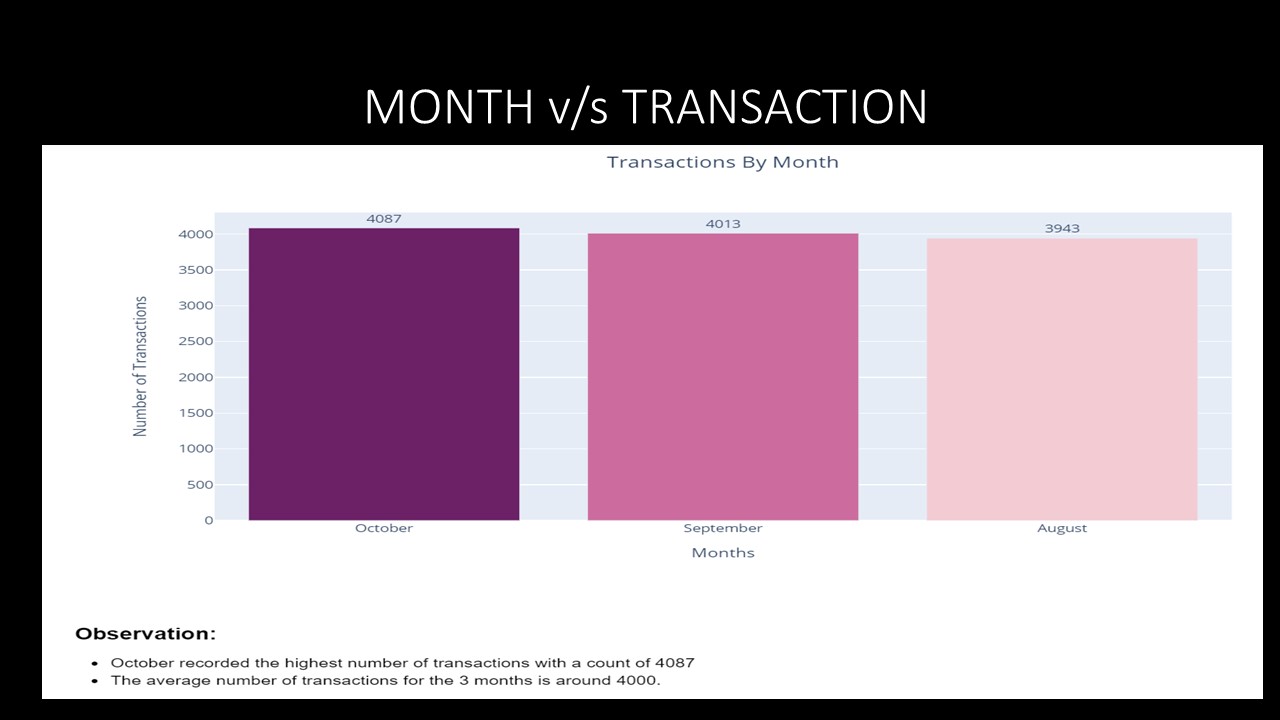 MONTH v/s TRANSACTION
Transactions By Month
4087
4013
3943
4000
3500
3000
2500
2000
1500
1000
500
0
Number of Transactions
October
September
August
Months
Observation:
• October recorded the highest number of transactions with a count of 4087
• The average number of transactions for the 3 months is around 4000.